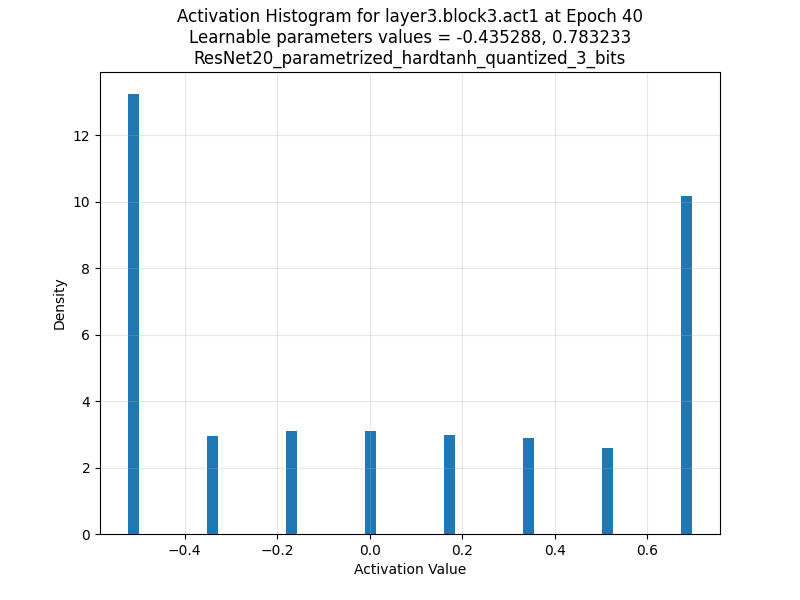 Activation Histogram for layer3.block3.act1 at Epoch 40
Learnable parameters values = -0.435288, 0.783233
ResNet20_parametrized_hardtanh_quantized_3_bits
12
10
8
6
4
2
0
Density
−0.4 −0.2 0.0 0.2 0.4 0.6
Activation Value